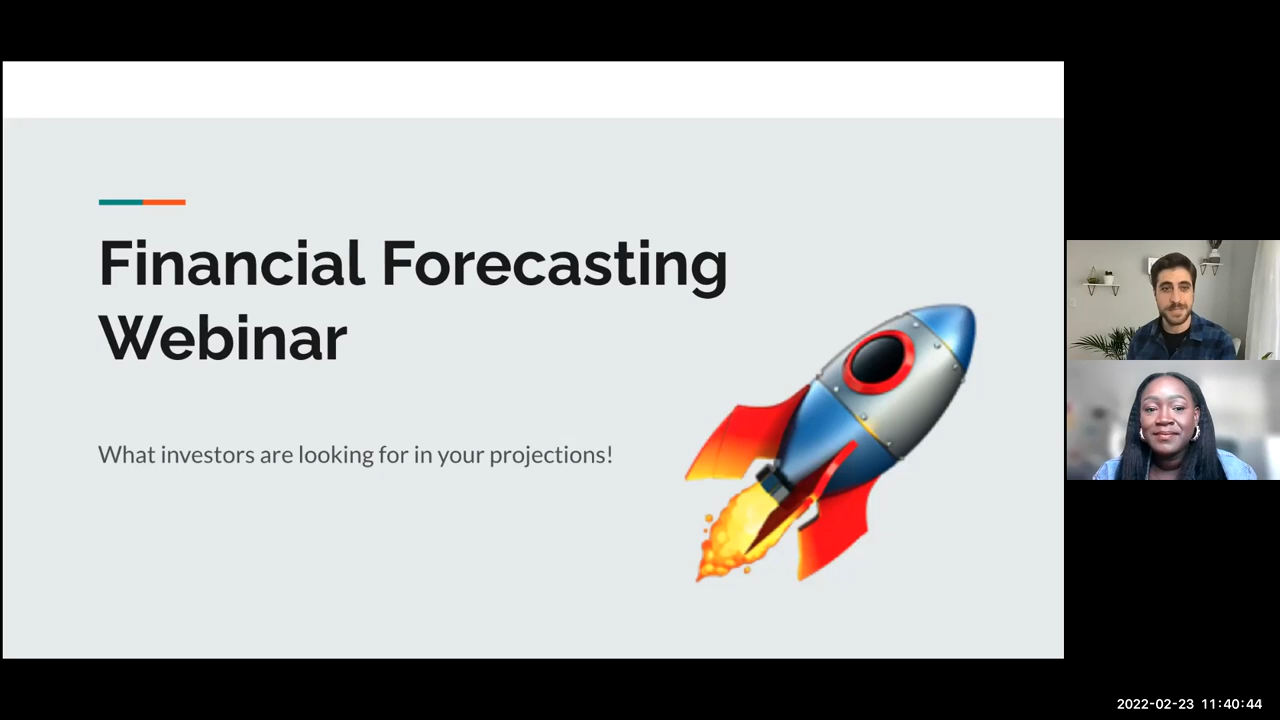 Financial Forecasting
Webinar
What investors are looking for in your projections!
2022-02-23 11:40:44